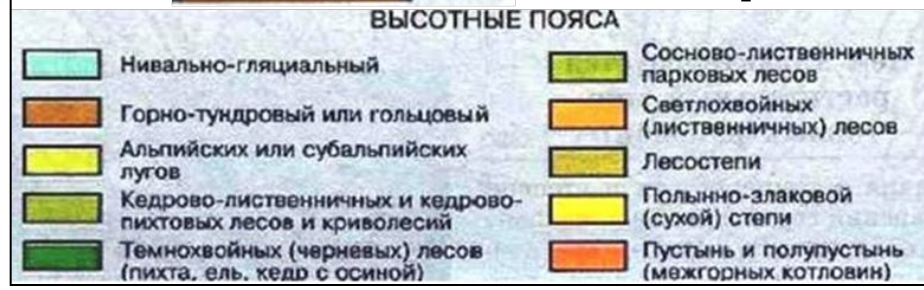 ВЫСОТНЫЕ ПОЯСА
Нивально-гляциальный
Горно-тундровый или гольцовый
Альпийских или субальпийских
лугов
Кедрово-лиственничных и кедрово-
пихтовых лесов и криволесий
Темнохвойных (черневых) лесов
(пихта, ель, кедр с осиной)
Сосново-лиственничных
парковых лесов
Светлохвойных
(лиственничных) лесов
Лесостепи
Полынно-злаковой
(сухой) степи
Пустынь и полупустынь
(межгорных котловин)